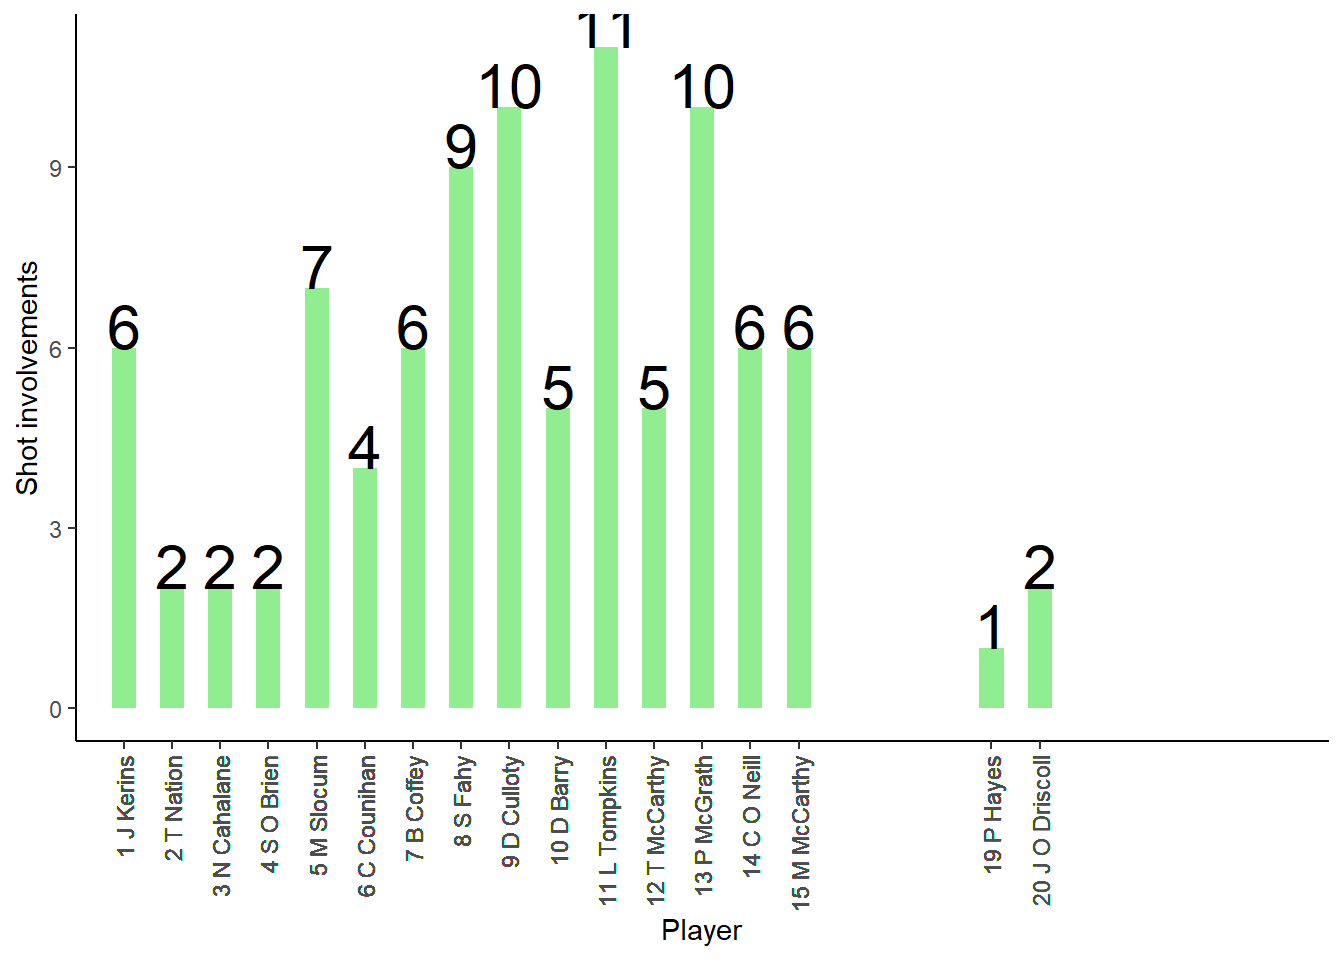 Shot involvements
9
6
3
0
6
2
2
2
7
4
6
9
10
5
11
5
10
6
6
1
2
1 J Kerins
2 T Nation
3 N Cahalane
4 S O Brien
5 M Slocum
6 C Counihan
7 B Coffey
8 S Fahy
9 D Culloty
10 D Barry
11 L Tompkins
12 T McCarthy
13 P McGrath
14 C O Neill
15 M McCarthy
19 P Hayes
20 J O Driscoll
Player